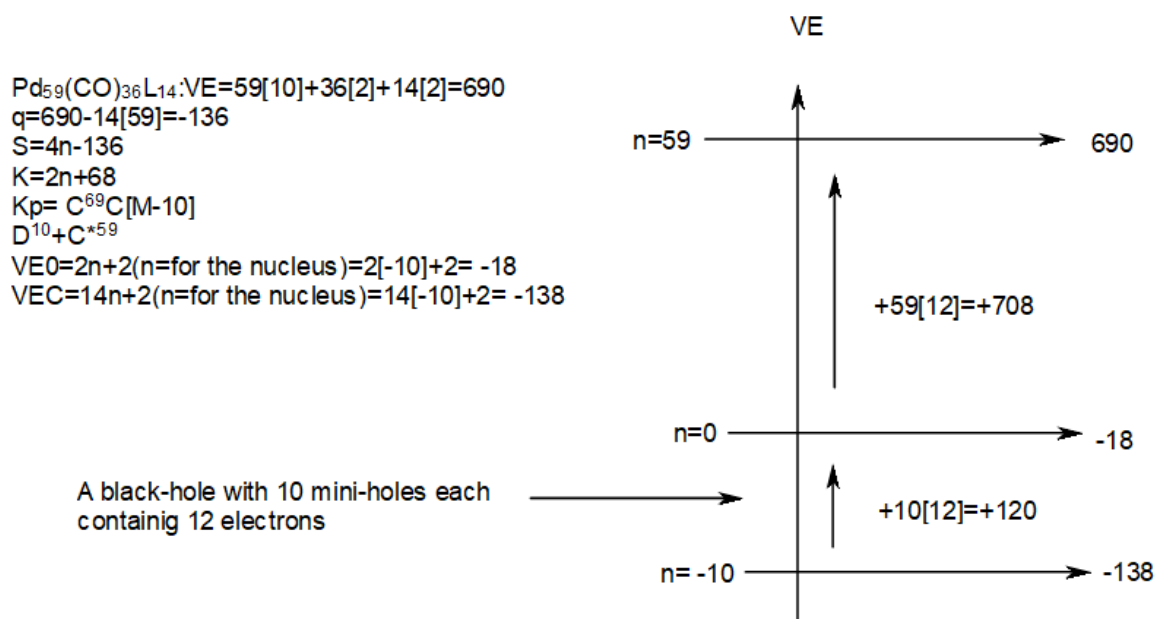 VE
Pd₅₉(CO)₃₆L₁₄:VE=59[10]+36[2]+14[2]=690
q=690-14[59]=-136
S=4n-136
K=2n+68
Kp= C⁶⁹C[M-10]
D¹⁰+C*⁵⁹
VE0=2n+2(n=for the nucleus)=2[-10]+2= -18
VEC=14n+2(n=for the nucleus)=14[-10]+2= -138
n=59
690
+59[12]=+708
n=0
-18
A black-hole with 10 mini-holes each
containig 12 electrons
+10[12]=+120
n= -10
-138